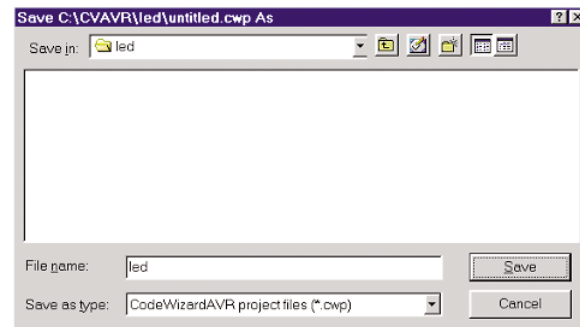 Save C:\CVAVR\led\untitled.cwp As
Save in: led
File name: led
Save
Save as type: CodeWizardAVR project files (*.cwp)
Cancel